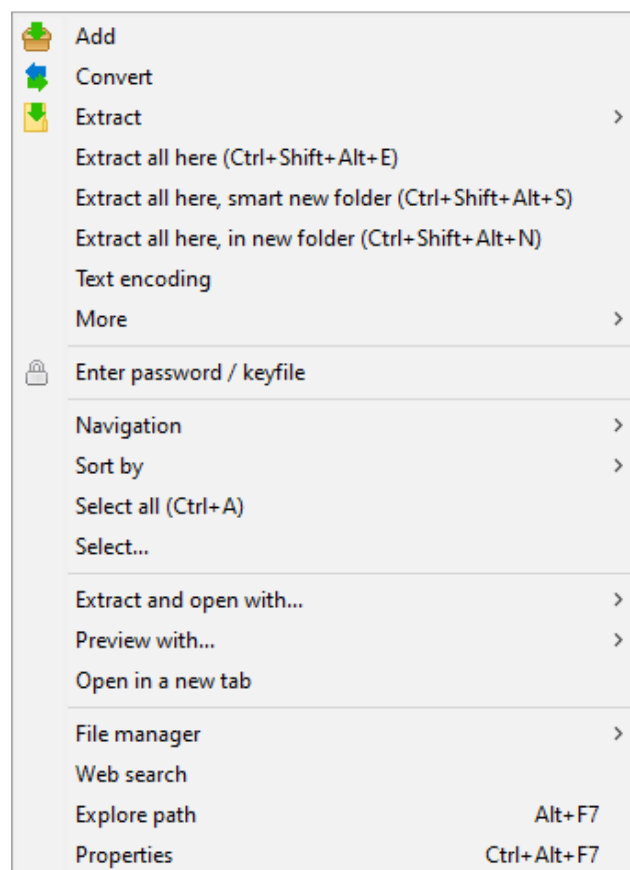 Add
Convert
Extract
Extract all here (Ctrl+Shift+Alt+E)
Extract all here, smart new folder (Ctrl+Shift+Alt+S)
Extract all here, in new folder (Ctrl+Shift+Alt+N)
Text encoding
More
Enter password / keyfile
Navigation
Sort by
Select all (Ctrl+A)
Select...
Extract and open with...
Preview with...
Open in a new tab
File manager
Web search
Explore path Alt+F7
Properties Ctrl+Alt+F7